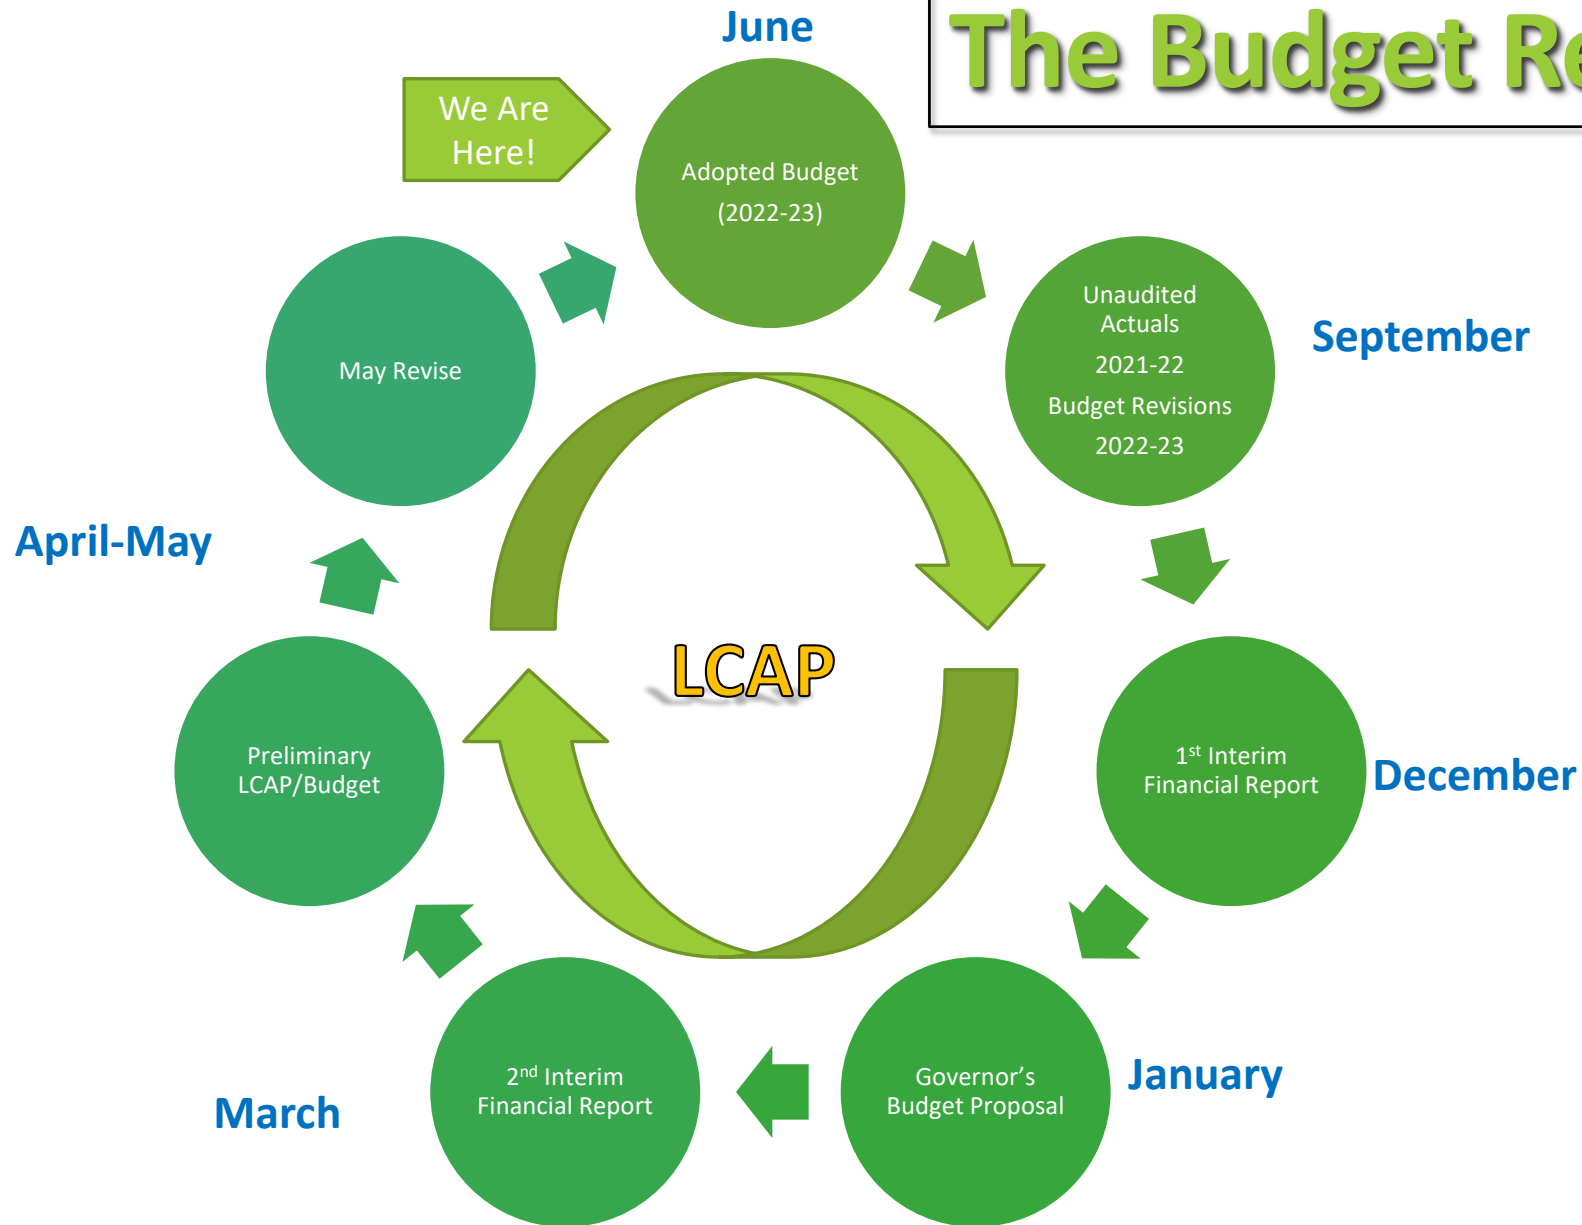 June
The Budget Re
We Are
Here!
Adopted Budget
(2022-23)
Unaudited
Actuals
2021-22
Budget Revisions
2022-23
September
May Revise
April-May
LCAP
Preliminary
LCAP/Budget
1st Interim
Financial Report
December
2nd Interim
Financial Report
March
Governor’s
Budget Proposal
January